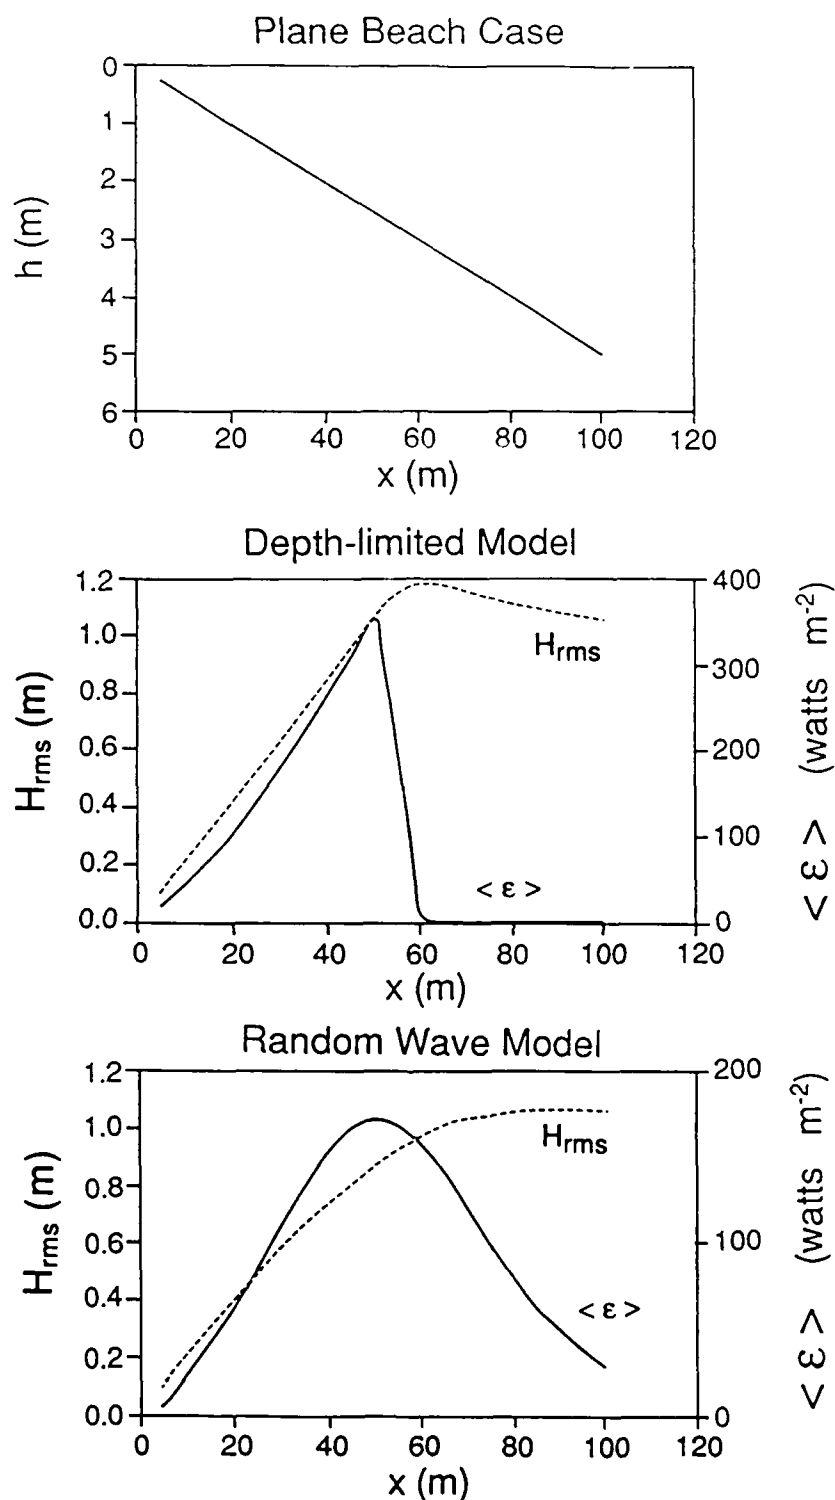 Plane Beach Case
0
1
2
3
4
5
6
h (m)
0 20 40 60 80 100 120
x (m)
Depth-limited Model
1.2
1.0
0.8
0.6
0.4
0.2
0.0
H_rms (m)
400
300
200
100
0
< ε > (watts m^-2)
H_rms
< ε >
0 20 40 60 80 100 120
x (m)
Random Wave Model
1.2
1.0
0.8
0.6
0.4
0.2
0.0
H_rms (m)
200
100
0
< ε > (watts m^-2)
H_rms
< ε >
0 20 40 60 80 100 120
x (m)